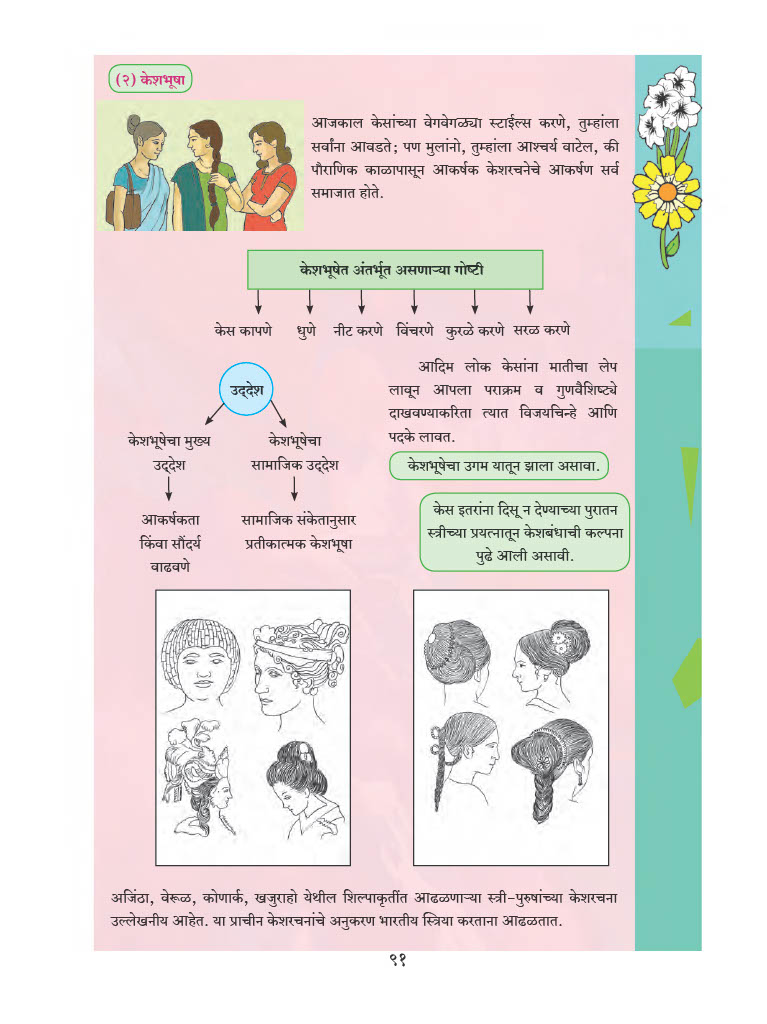 (२) केशभूषा
आजकाल केसांच्या वेगवेगळ्या स्टाईल्स करणे, तुम्हांला
सर्वांना आवडते; पण मुलांनो, तुम्हांला आश्चर्य वाटेल, की
पौराणिक काळापासून आकर्षक केशरचनेचे आकर्षण सर्व
समाजात होते.
केशभूषेत अंतर्भूत असणाऱ्या गोष्टी
केस कापणे धुणे नीट करणे विंचरणे कुरळे करणे सरळ करणे
उद्देश
केशभूषेचा मुख्य
उद्देश
केशभूषेचा
सामाजिक उद्देश
आकर्षकता
किंवा सौंदर्य
वाढवणे
सामाजिक संकेतानुसार
प्रतीकात्मक केशभूषा
आदिम लोक केसांना मातीचा लेप
लावून आपला पराक्रम व गुणवैशिष्ट्ये
दाखवण्याकरिता त्यात विजयचिन्हे आणि
पदके लावत.
केशभूषेचा उगम यातून झाला असावा.
केस इतरांना दिसू न देण्याच्या पुरातन
स्त्रीच्या प्रयत्नातून केशबंधाची कल्पना
पुढे आली असावी.
अजिंठा, वेरूळ, कोणार्क, खजुराहो येथील शिल्पाकृतींत आढळणाऱ्या स्त्री-पुरुषांच्या केशरचना
उल्लेखनीय आहेत. या प्राचीन केशरचनांचे अनुकरण भारतीय स्त्रिया करताना आढळतात.
९१